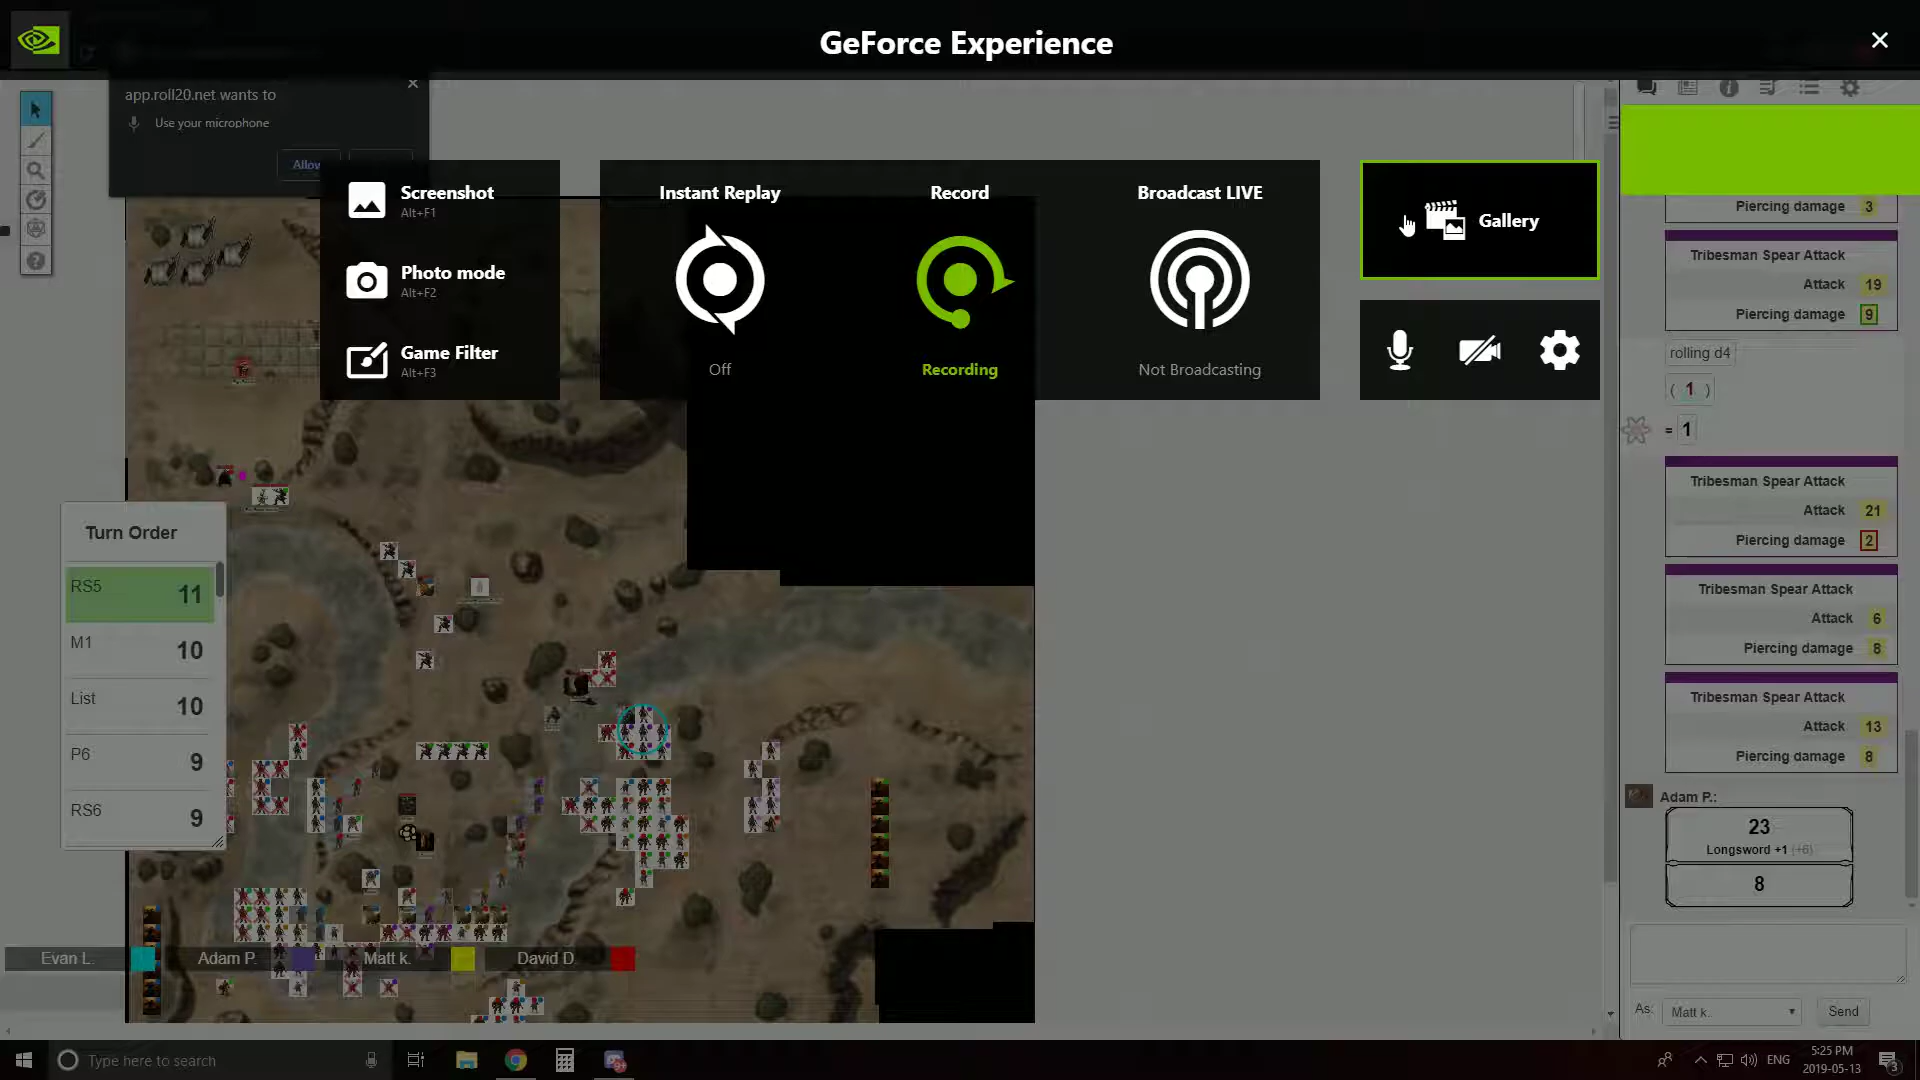 GeForce Experience
app.roll20.net wants to
Use your microphone
Allow
Screenshot
Alt+F1
Photo mode
Alt+F2
Game Filter
Alt+F3
Instant Replay
Off
Record
Recording
Broadcast LIVE
Not Broadcasting
Gallery
Turn Order
RS5 11
M1 10
List 10
P6 9
RS6 9
Piercing damage 3
Tribesman Spear Attack
Attack 19
Piercing damage 9
rolling d4
( 1 )
= 1
Tribesman Spear Attack
Attack 21
Piercing damage 2
Tribesman Spear Attack
Attack 6
Piercing damage 8
Tribesman Spear Attack
Attack 13
Piercing damage 8
Adam P.:
23
Longsword +1 (+6)
8
As: Matt k.
Send
Evan L.
Adam P.
Matt k.
David D.
Type here to search
9+
ENG
5:25 PM
2019-05-13
3